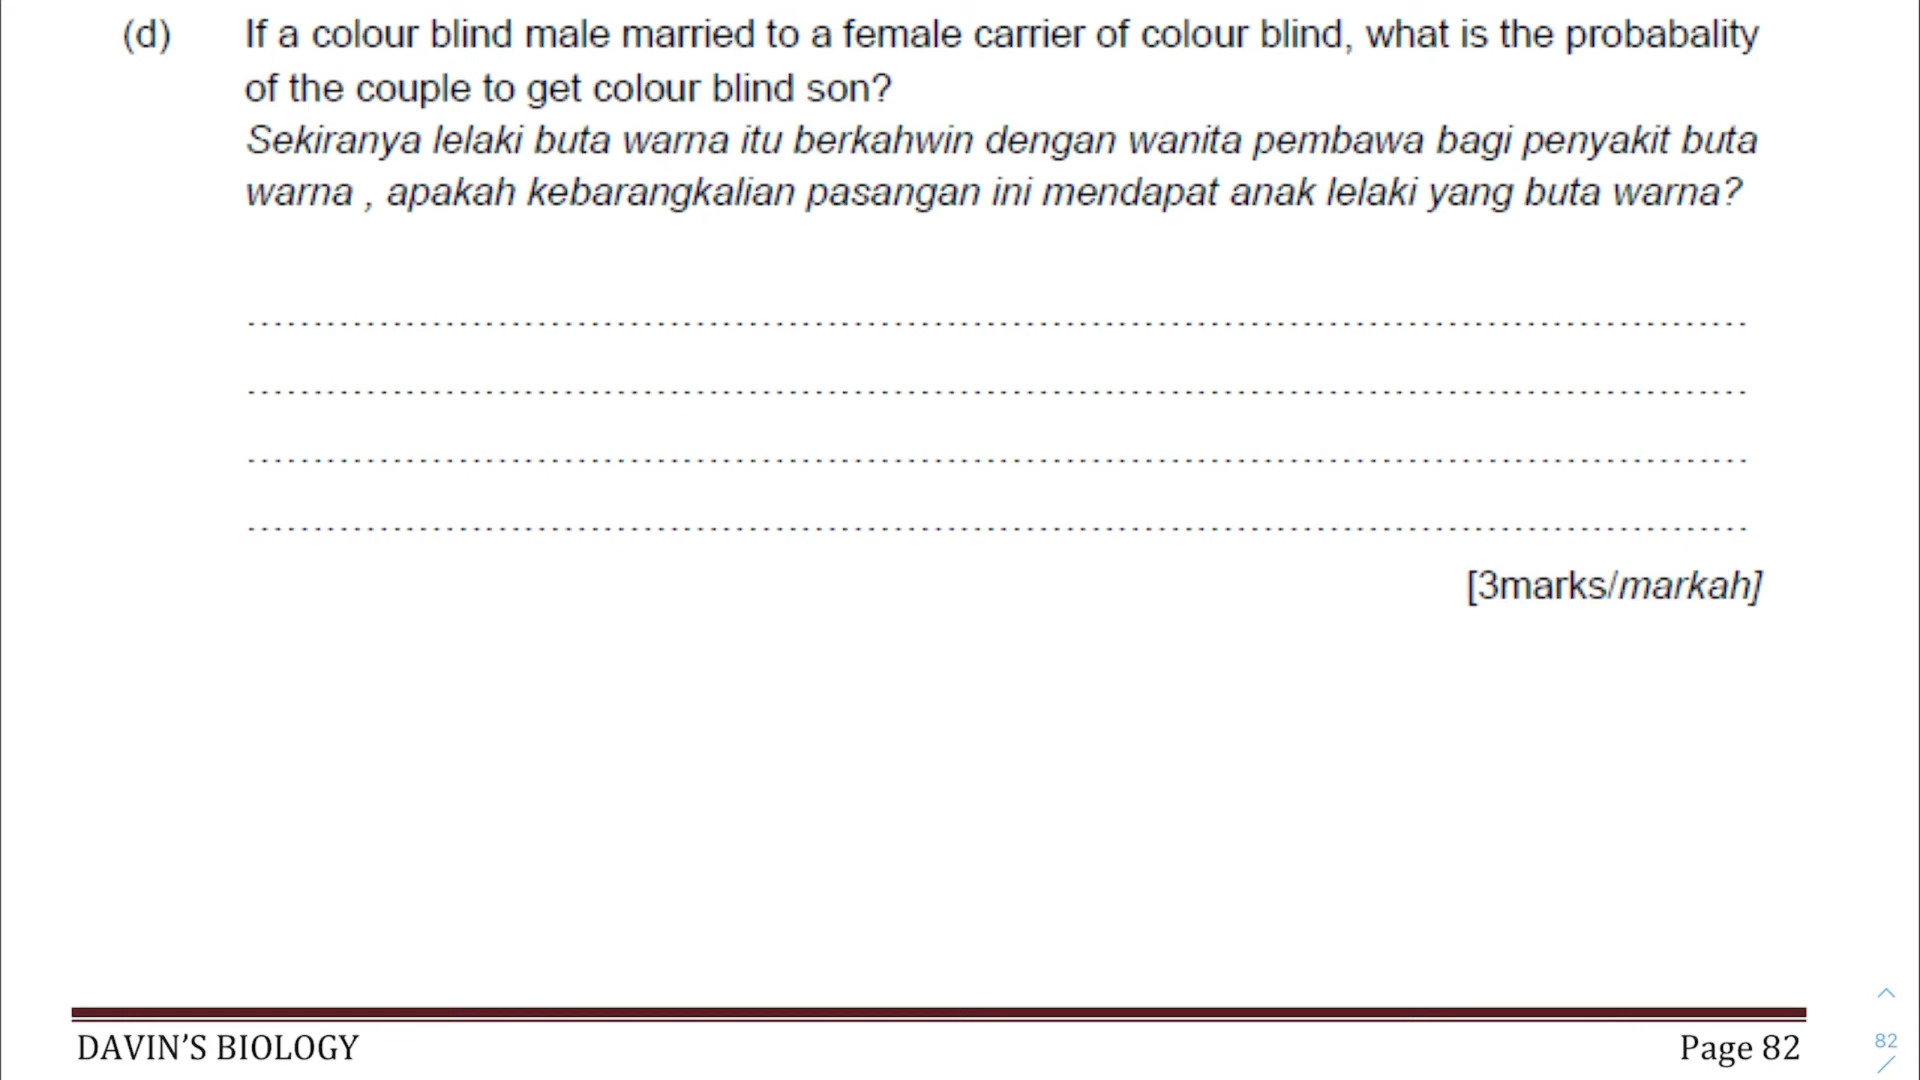 (d) If a colour blind male married to a female carrier of colour blind, what is the probabality
of the couple to get colour blind son?
Sekiranya lelaki buta warna itu berkahwin dengan wanita pembawa bagi penyakit buta
warna , apakah kebarangkalian pasangan ini mendapat anak lelaki yang buta warna?
[3marks/markah]
DAVIN'S BIOLOGY Page 82
82